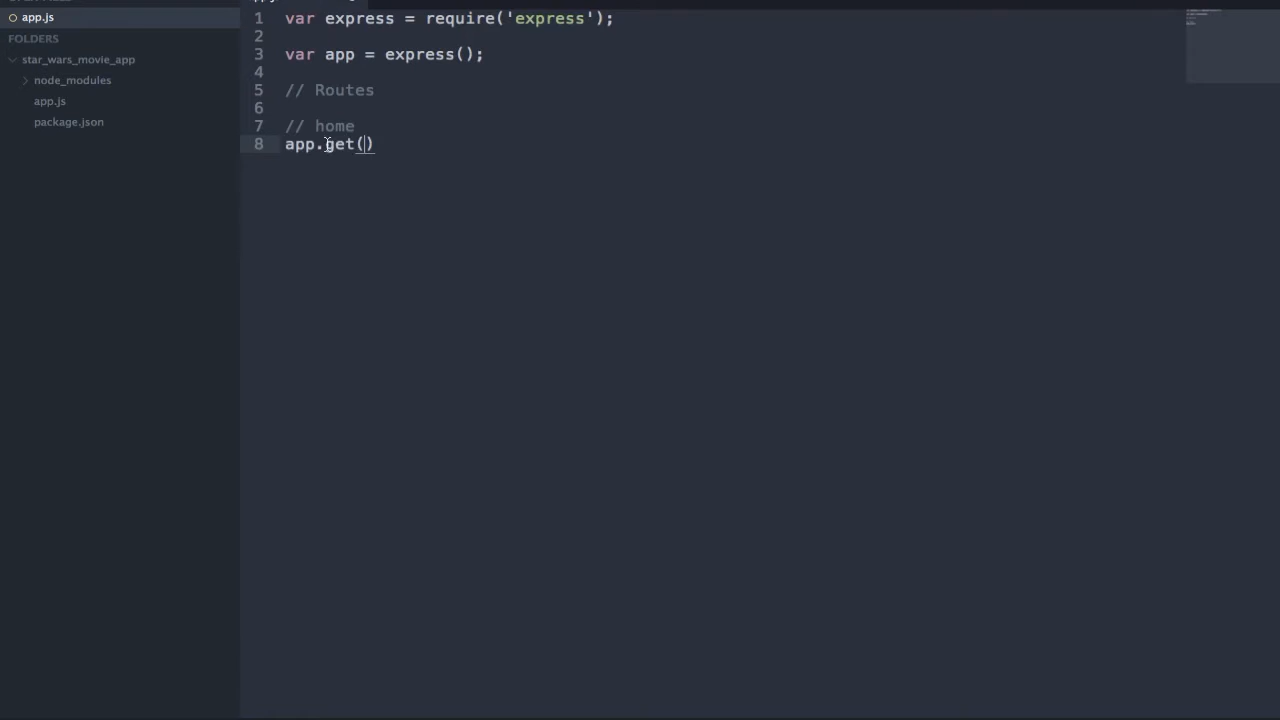 app.js
FOLDERS
star_wars_movie_app
node_modules
app.js
package.json
1 var express = require('express');
2
3 var app = express();
4
5 // Routes
6
7 // home
8 app.get()